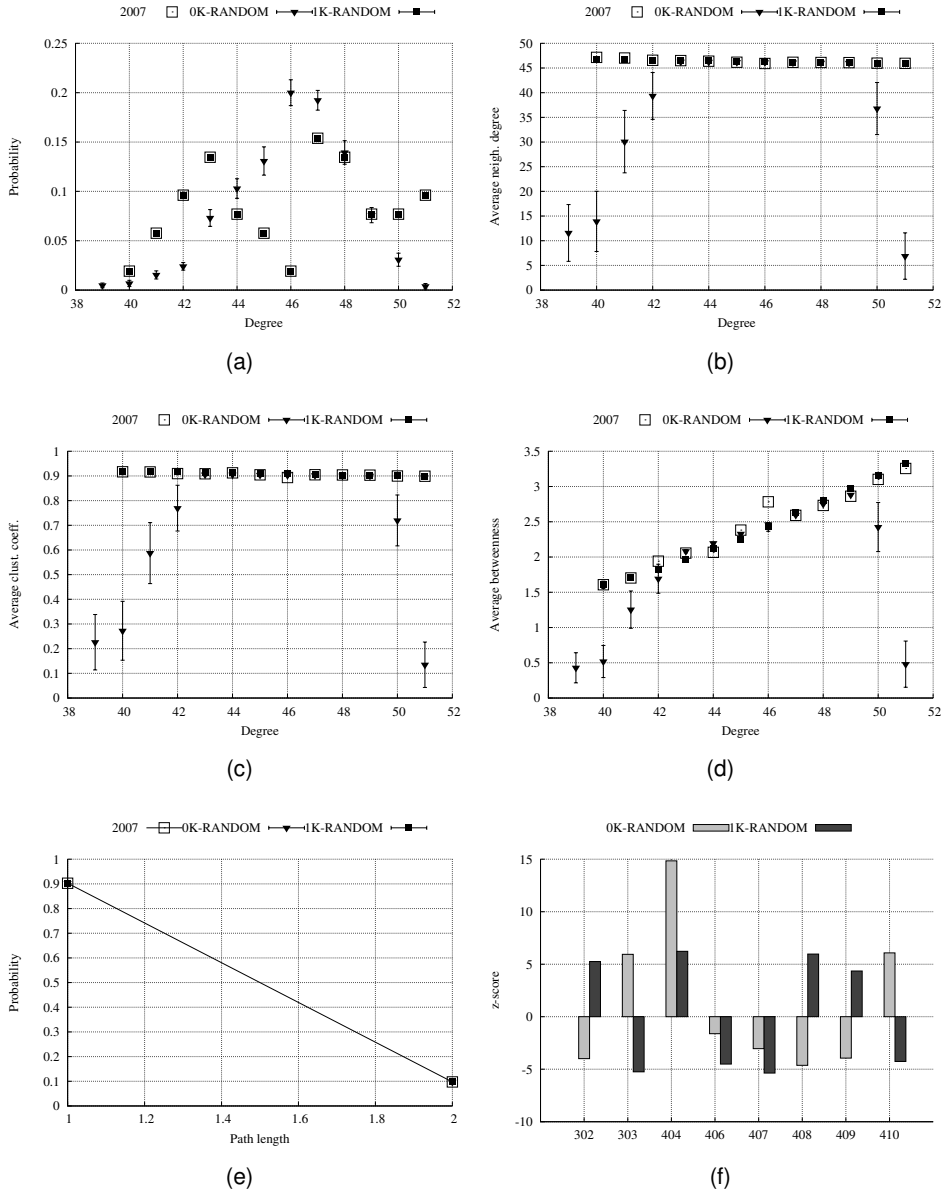 2007 0K-RANDOM 1K-RANDOM
0.25
0.2
0.15
0.1
0.05
0
38 40 42 44 46 48 50 52
Probability
Degree
(a)
2007 0K-RANDOM 1K-RANDOM
50
45
40
35
30
25
20
15
10
5
0
38 40 42 44 46 48 50 52
Average neigh. degree
Degree
(b)
2007 0K-RANDOM 1K-RANDOM
1
0.9
0.8
0.7
0.6
0.5
0.4
0.3
0.2
0.1
0
38 40 42 44 46 48 50 52
Average clust. coeff.
Degree
(c)
2007 0K-RANDOM 1K-RANDOM
3.5
3
2.5
2
1.5
1
0.5
0
38 40 42 44 46 48 50 52
Average betweenness
Degree
(d)
2007 0K-RANDOM 1K-RANDOM
1
0.9
0.8
0.7
0.6
0.5
0.4
0.3
0.2
0.1
0
1 1.2 1.4 1.6 1.8 2
Probability
Path length
(e)
0K-RANDOM 1K-RANDOM
15
10
5
0
-5
-10
302 303 404 406 407 408 409 410
z-score
(f)